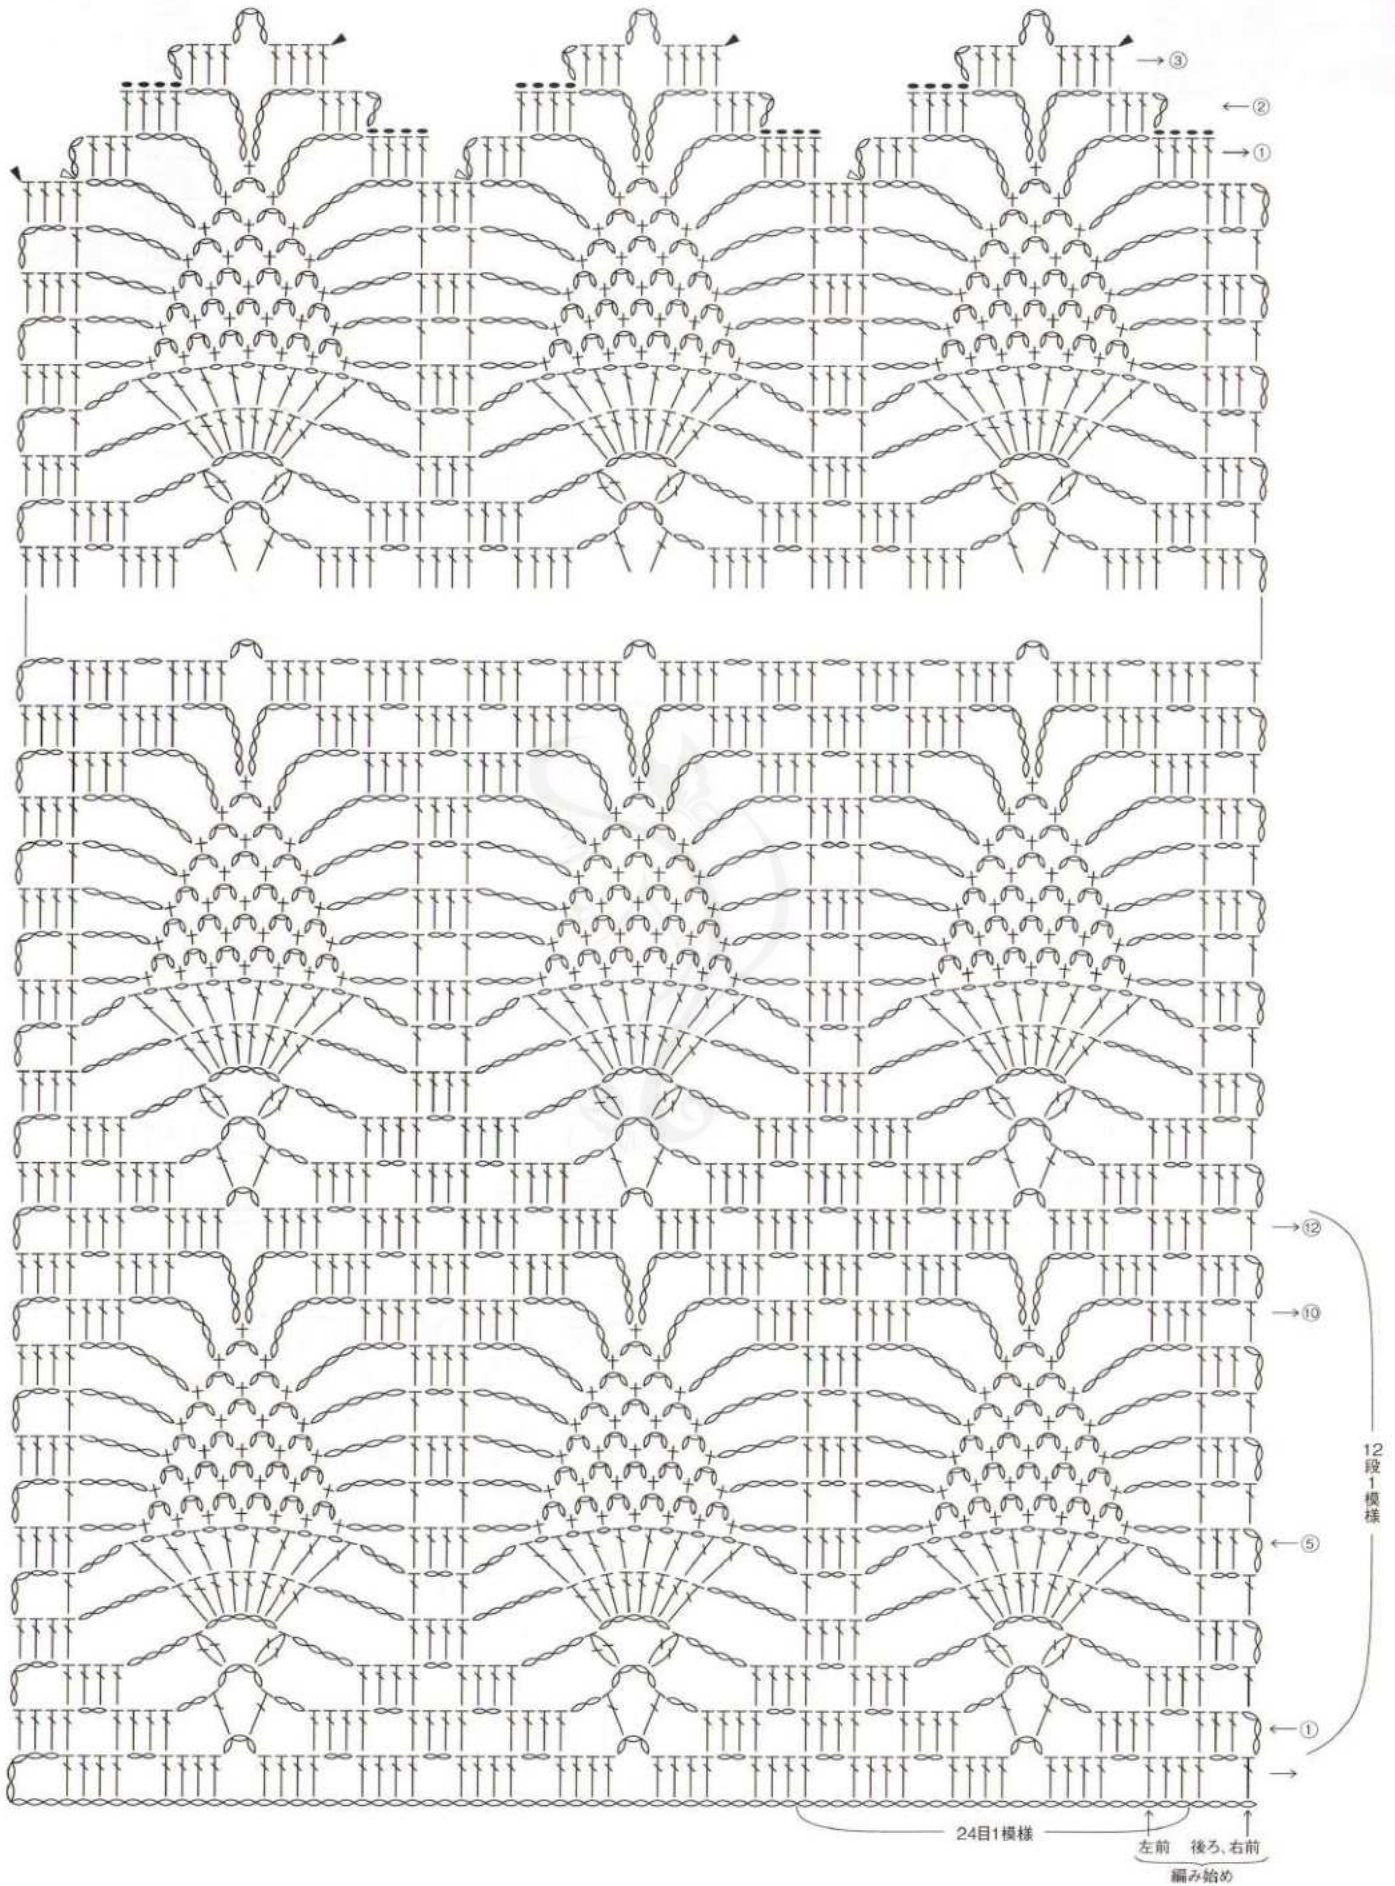 →③
←②
→①
→⑫
→⑩
12段1模様
←⑤
←①
→
24目1模様
左前 後ろ、右前
編み始め